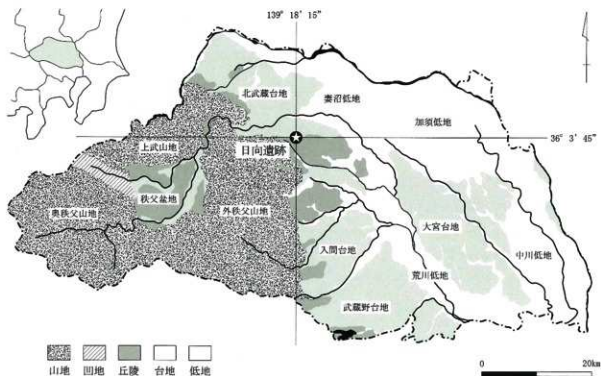 139° 18′ 15″
北武蔵台地
妻沼低地
加須低地
上武山地
36° 3′ 45″
日向遺跡
秩父盆地
奥秩父山地
外秩父山地
大宮台地
入間台地
中川低地
荒川低地
武蔵野台地
山地 凹地 丘陵 台地 低地
0 20km